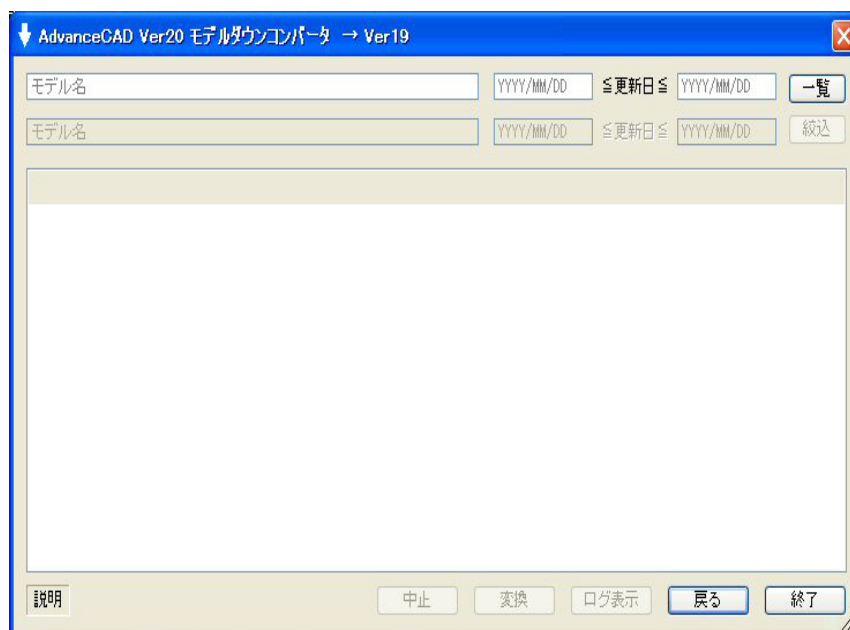 AdvanceCAD Ver20 モデルダウンコンバータ → Ver19
モデル名 YYYY/MM/DD ≦更新日≦ YYYY/MM/DD 一覧
モデル名 YYYY/MM/DD ≦更新日≦ YYYY/MM/DD 絞込
説明 中止 変換 ログ表示 戻る 終了